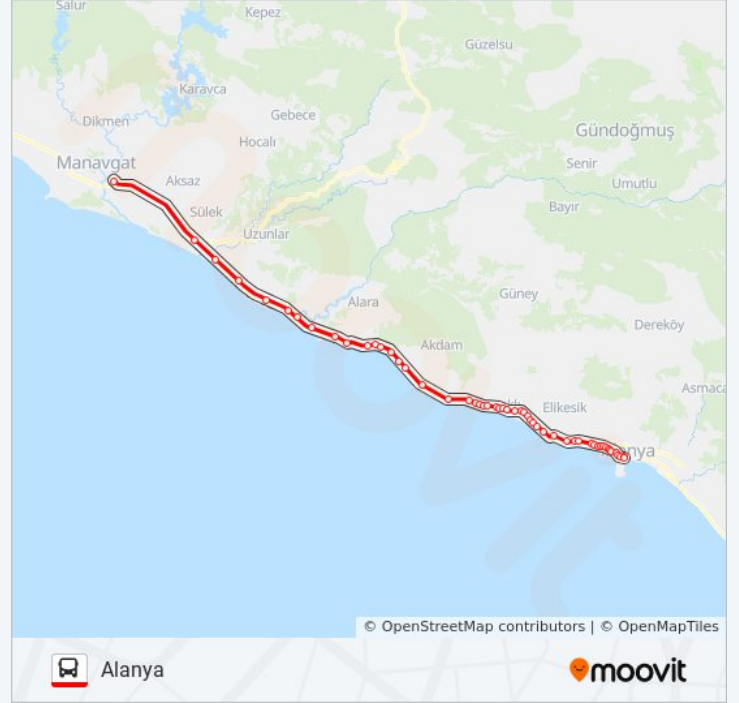 Salur
Kepez
Güzelsu
Karavca
Gebece
Dikmen
Gündoğmuş
Hocalı
Manavgat
Senir
Aksaz
Umutlu
Sülek
Bayır
Uzunlar
Güney
Alara
Dereköy
Akdam
Asmaca
Elikesik
© OpenStreetMap contributors | © OpenMapTiles
Alanya
moovit